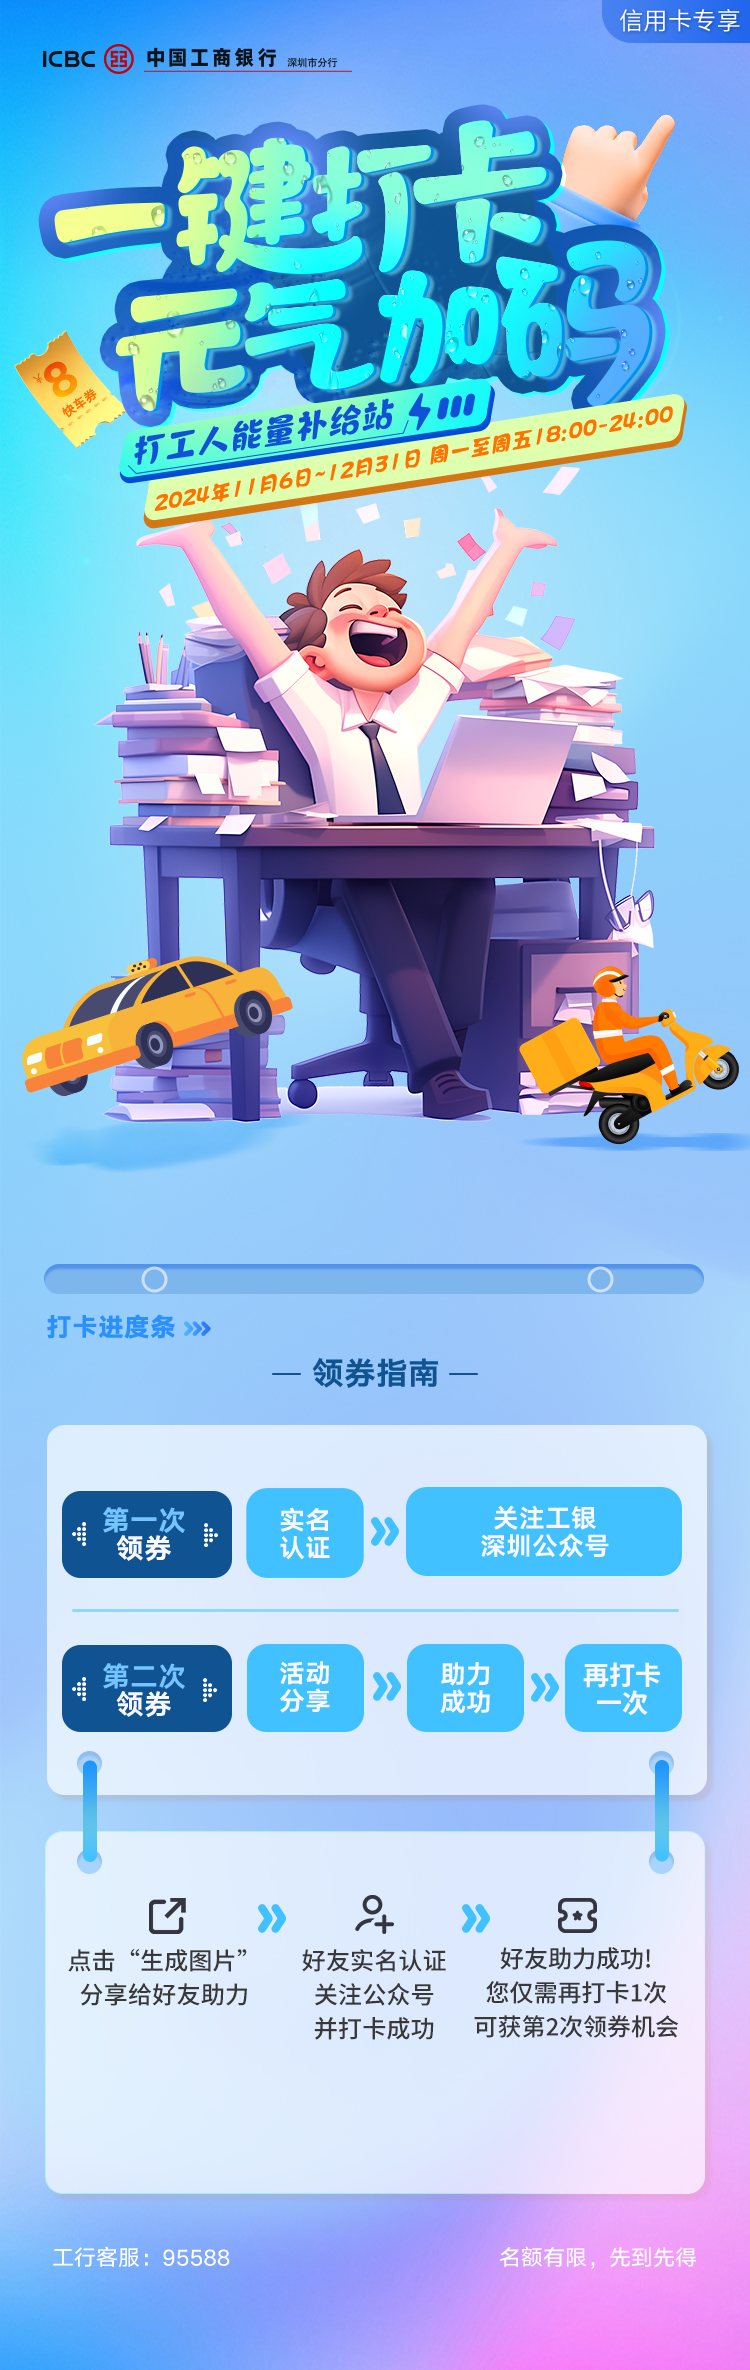 信用卡专享
ICBC 中国工商银行 深圳市分行
一键打卡
元气加码
¥8
快车券
打工人能量补给站
2024年11月6日~12月31日 周一至周五18:00-24:00
打卡进度条
领券指南
第一次
领券
实名
认证
关注工银
深圳公众号
第二次
领券
活动
分享
助力
成功
再打卡
一次
点击“生成图片”
分享给好友助力
好友实名认证
关注公众号
并打卡成功
好友助力成功!
您仅需再打卡1次
可获第2次领券机会
工行客服：95588
名额有限，先到先得